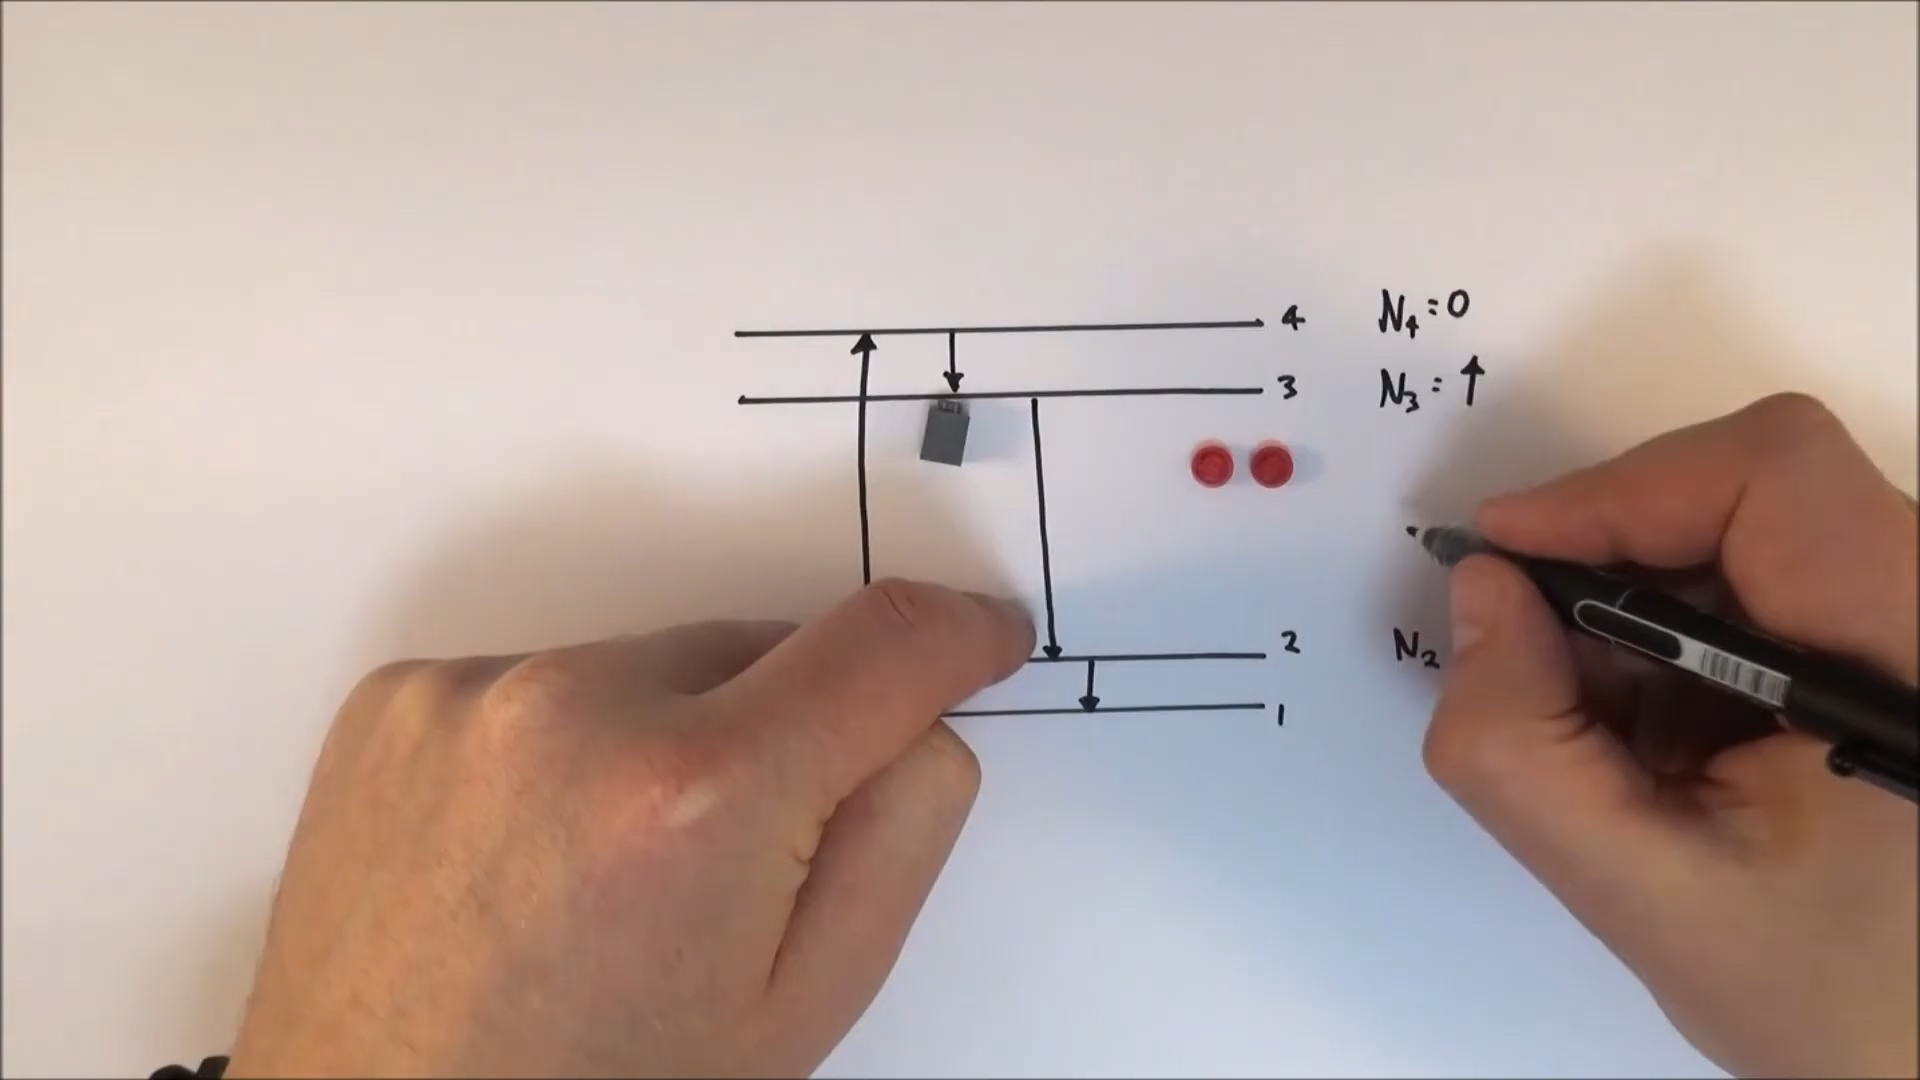 4 N₄ = 0
3 N₃ = ↑
2 N₂
1